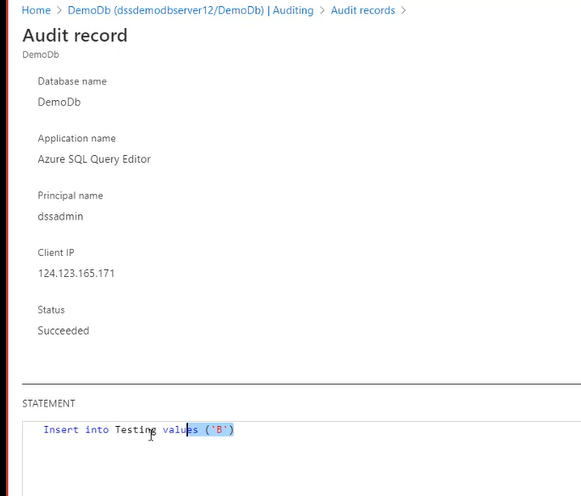 Home > DemoDb (dssdemodbserver12/DemoDb) | Auditing > Audit records >
Audit record
DemoDb
Database name
DemoDb
Application name
Azure SQL Query Editor
Principal name
dssadmin
Client IP
124.123.165.171
Status
Succeeded
STATEMENT
Insert into Testing values ('B')